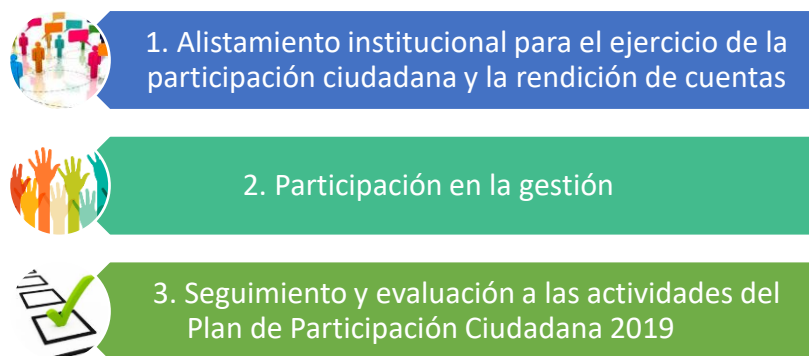 1. Alistamiento institucional para el ejercicio de la
participación ciudadana y la rendición de cuentas
2. Participación en la gestión
3. Seguimiento y evaluación a las actividades del
Plan de Participación Ciudadana 2019